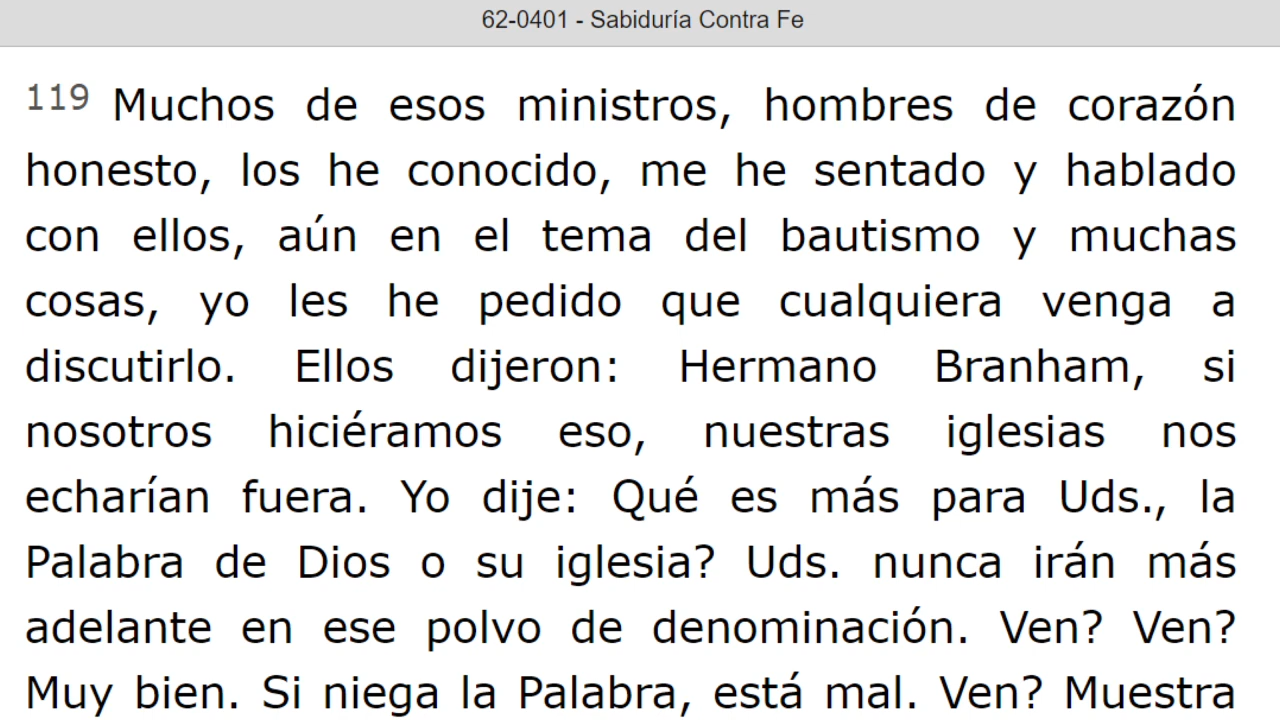 62-0401 - Sabiduría Contra Fe
119 Muchos de esos ministros, hombres de corazón
honesto, los he conocido, me he sentado y hablado
con ellos, aún en el tema del bautismo y muchas
cosas, yo les he pedido que cualquiera venga a
discutirlo. Ellos dijeron: Hermano Branham, si
nosotros hiciéramos eso, nuestras iglesias nos
echarían fuera. Yo dije: Qué es más para Uds., la
Palabra de Dios o su iglesia? Uds. nunca irán más
adelante en ese polvo de denominación. Ven? Ven?
Muy bien. Si niega la Palabra, está mal. Ven? Muestra